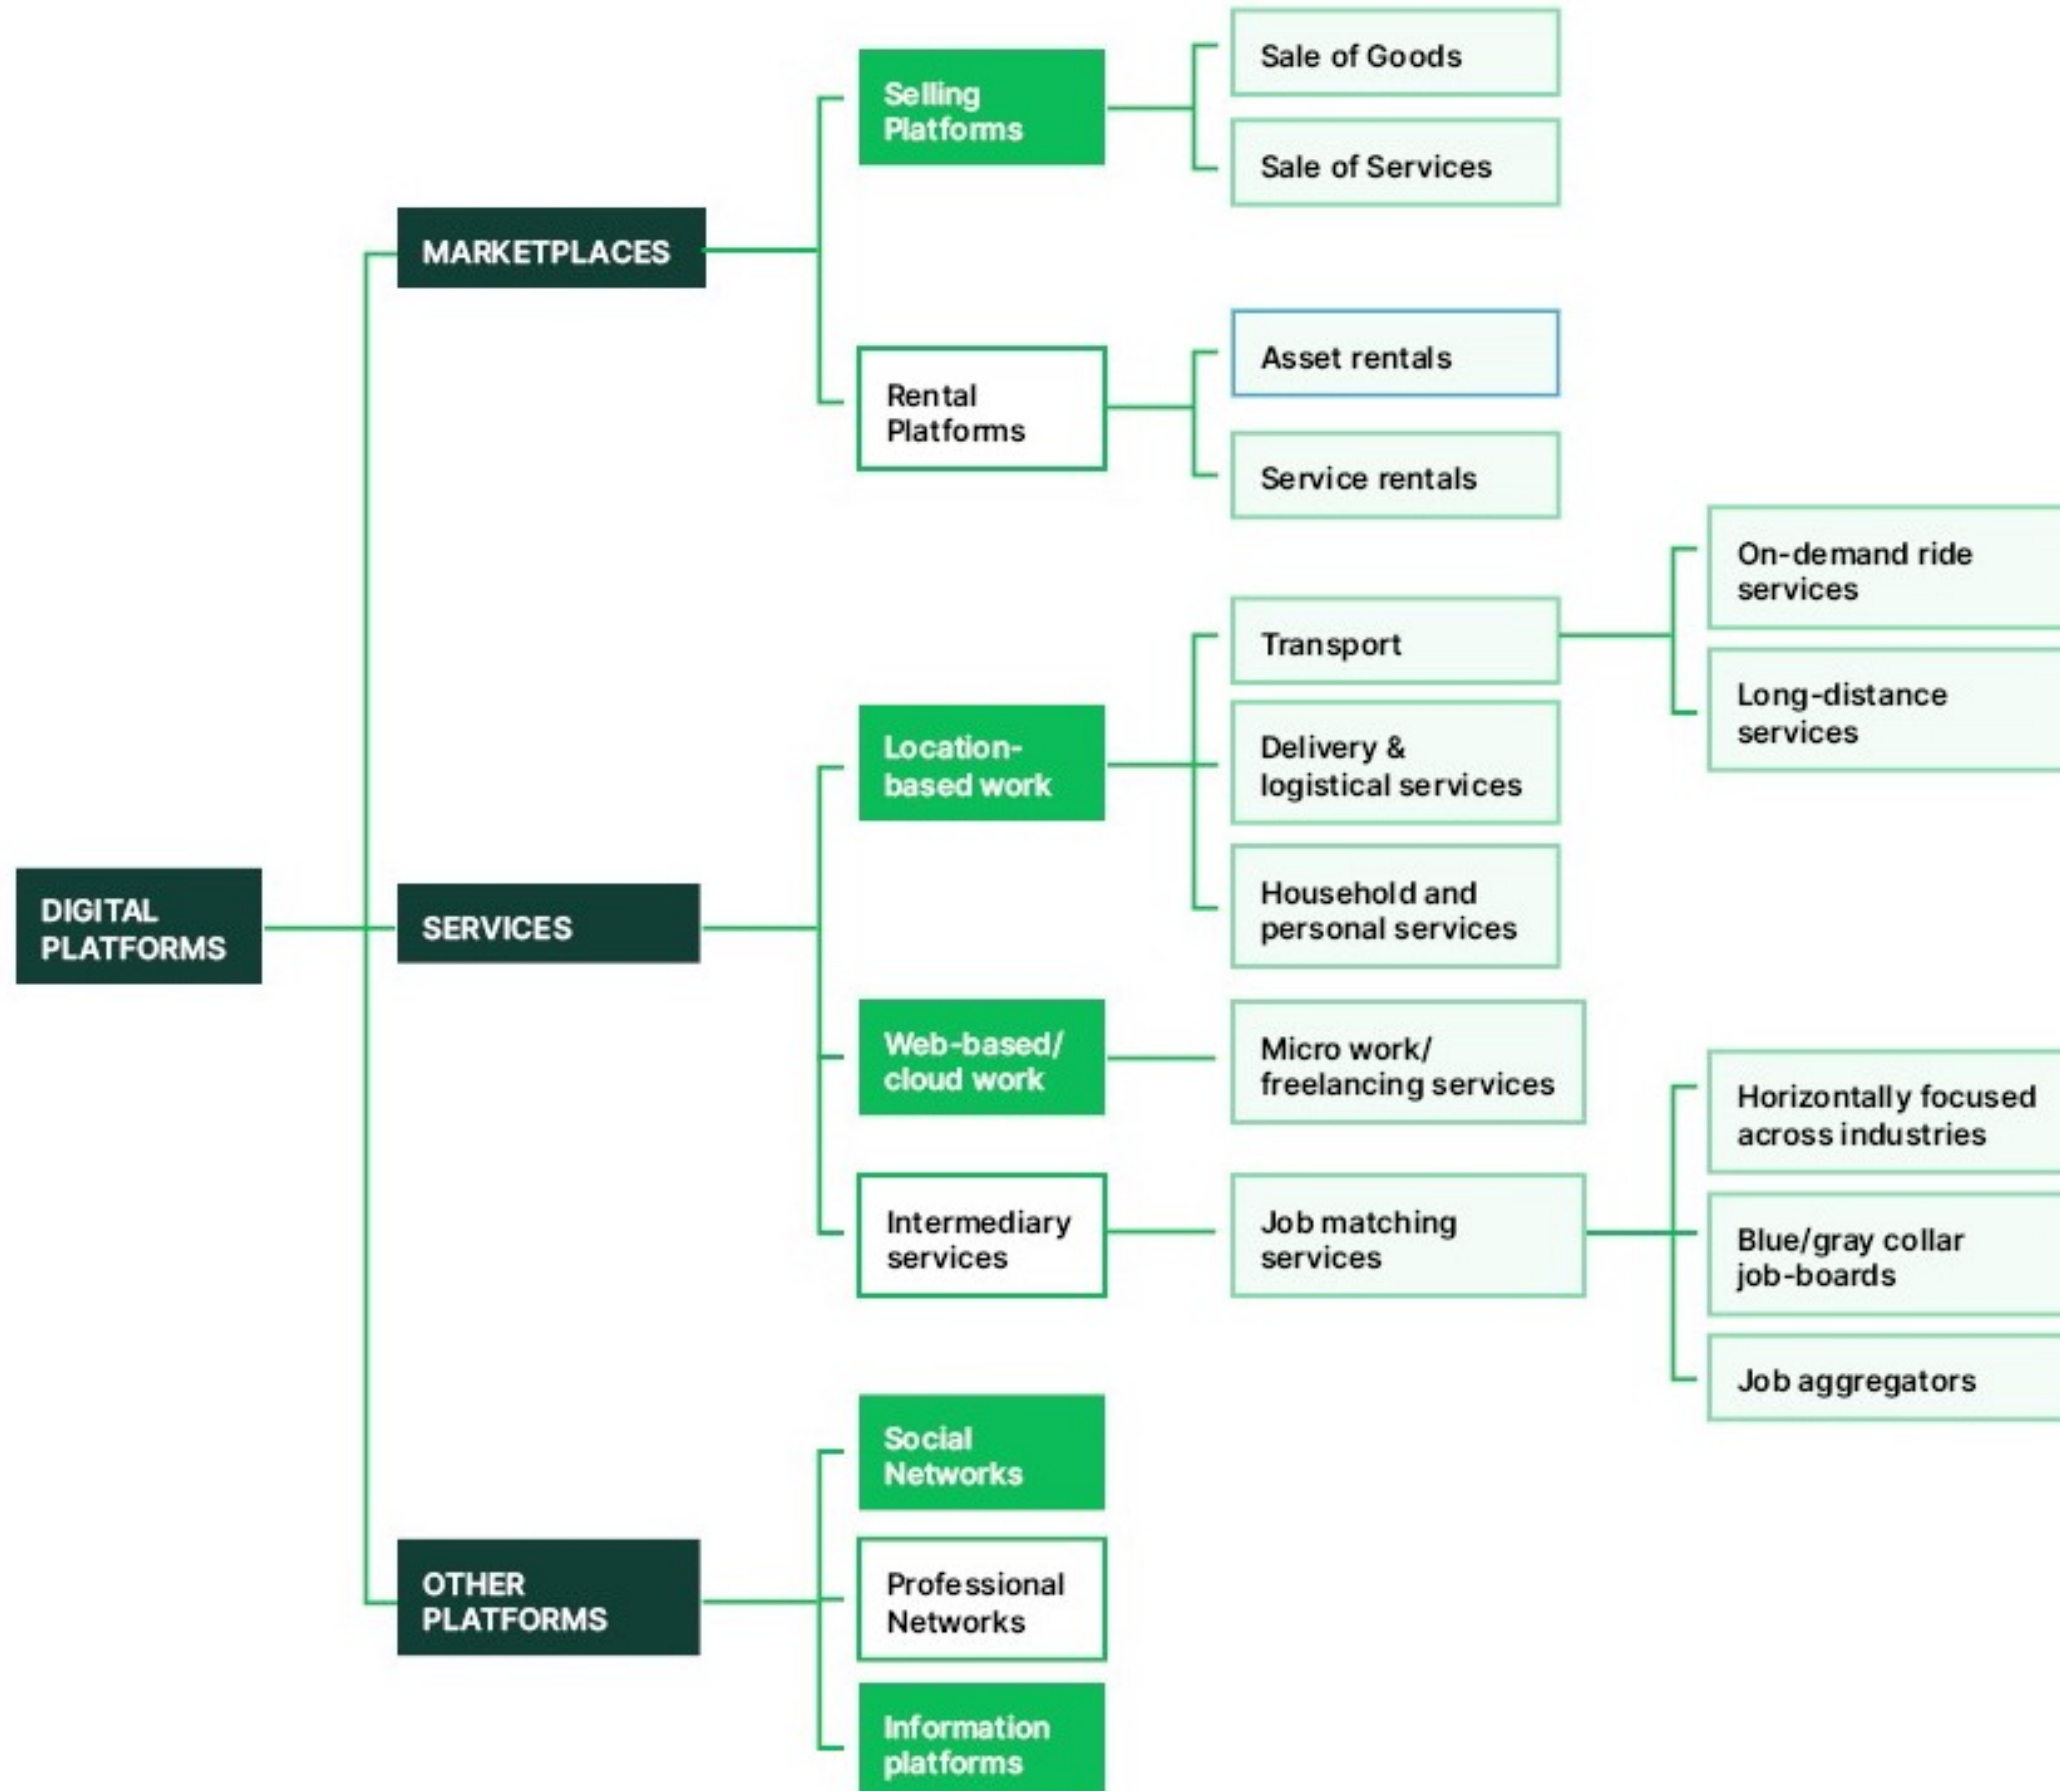 Sale of Goods
Selling
Platforms
Sale of Services
MARKETPLACES
Asset rentals
Rental
Platforms
Service rentals
On-demand ride
services
Transport
Long-distance
services
Location-
based work
Delivery &
logistical services
Household and
personal services
DIGITAL
PLATFORMS
SERVICES
Web-based/
cloud work
Micro work/
freelancing services
Horizontally focused
across industries
Intermediary
services
Job matching
services
Blue/gray collar
job-boards
Job aggregators
Social
Networks
OTHER
PLATFORMS
Professional
Networks
Information
platforms